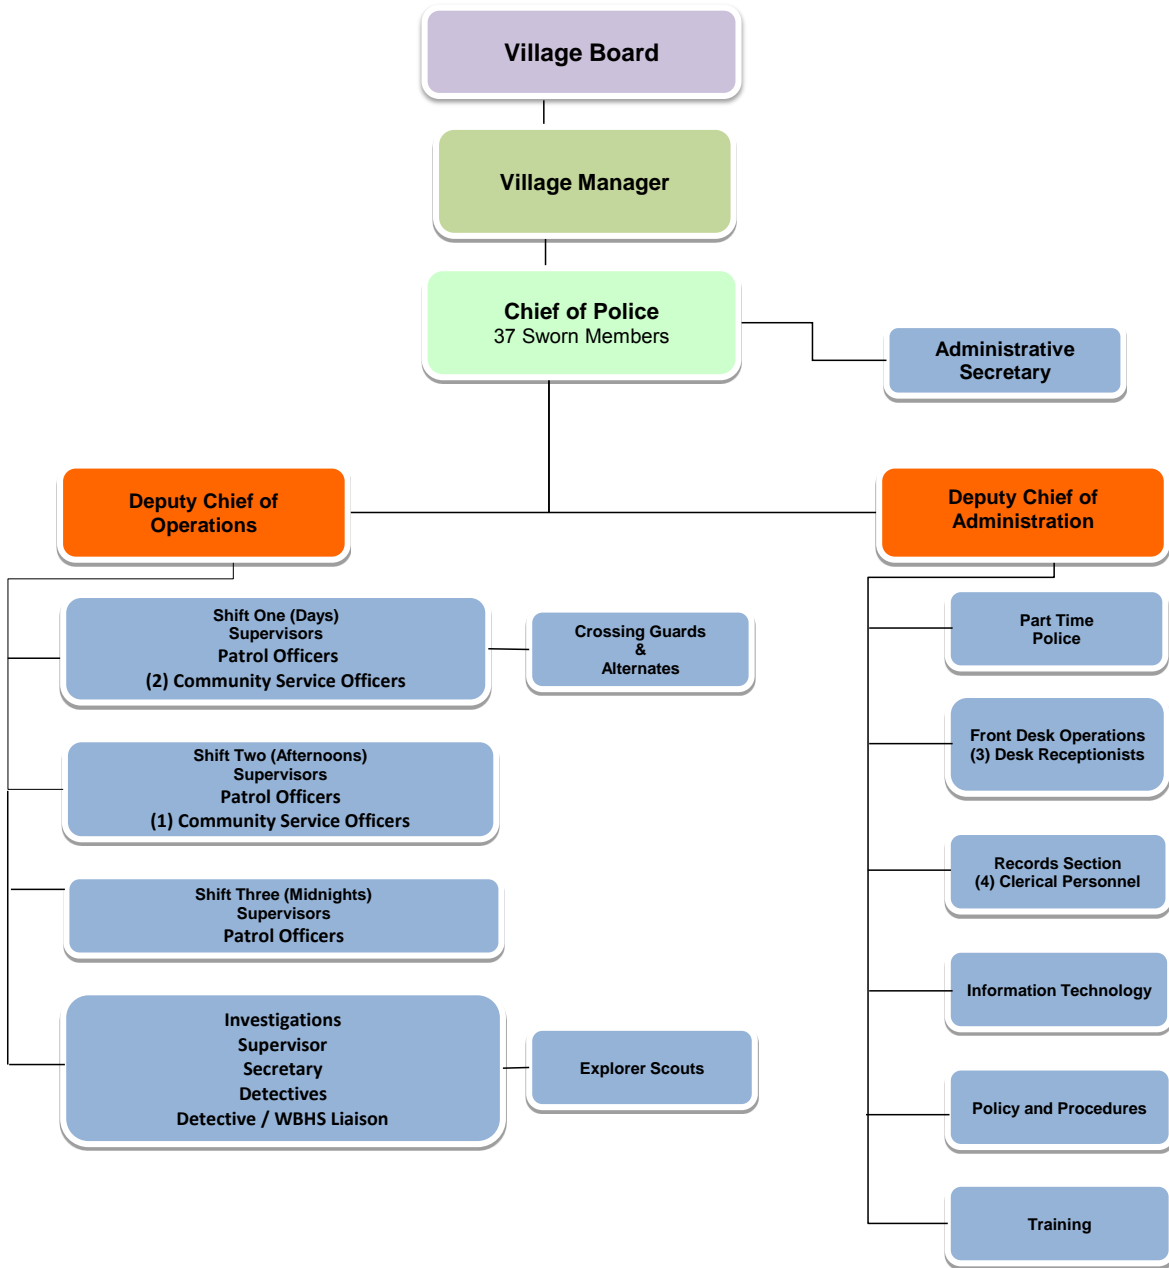 Village Board
Village Manager
Chief of Police
37 Sworn Members
Administrative
Secretary
Deputy Chief of
Operations
Deputy Chief of
Administration
Shift One (Days)
Supervisors
Patrol Officers
(2) Community Service Officers
Crossing Guards
&
Alternates
Shift Two (Afternoons)
Supervisors
Patrol Officers
(1) Community Service Officers
Shift Three (Midnights)
Supervisors
Patrol Officers
Investigations
Supervisor
Secretary
Detectives
Detective / WBHS Liaison
Explorer Scouts
Part Time
Police
Front Desk Operations
(3) Desk Receptionists
Records Section
(4) Clerical Personnel
Information Technology
Policy and Procedures
Training